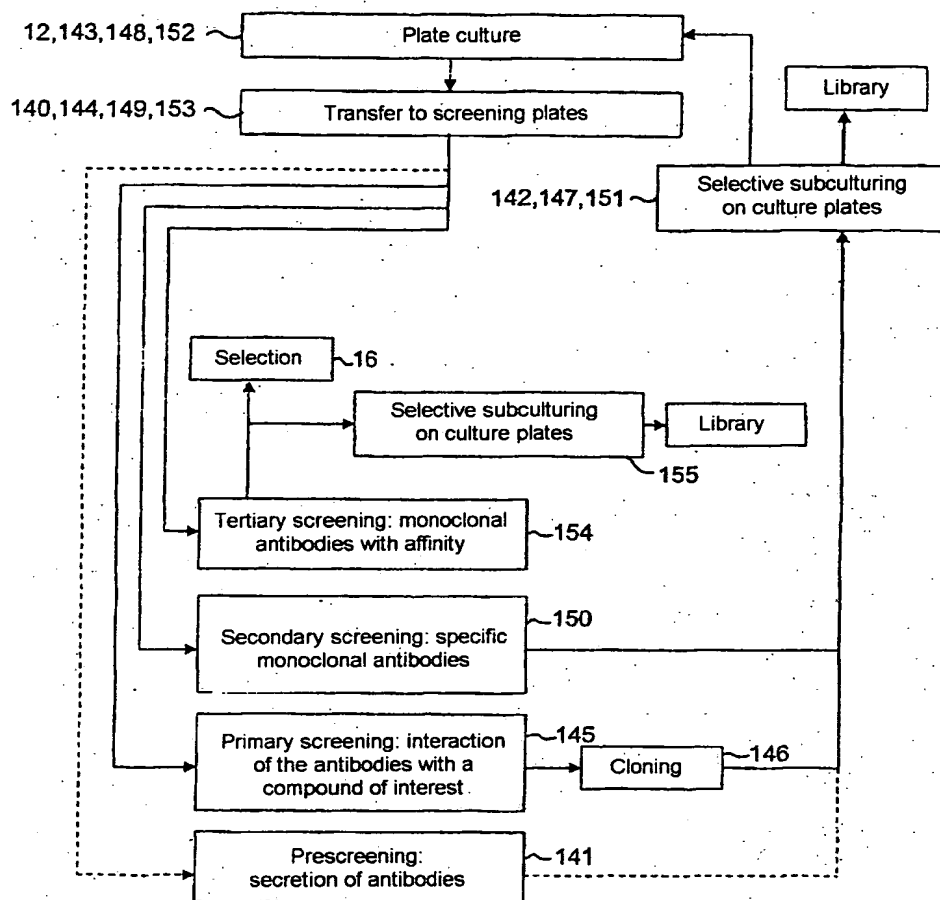 12,143,148,152
Plate culture
Library
140,144,149,153
Transfer to screening plates
142,147,151
Selective subculturing
on culture plates
Selection
16
Selective subculturing
on culture plates
Library
155
Tertiary screening: monoclonal
antibodies with affinity
154
Secondary screening: specific
monoclonal antibodies
150
Primary screening: interaction
of the antibodies with a
compound of interest
145
Cloning
146
Prescreening:
secretion of antibodies
141